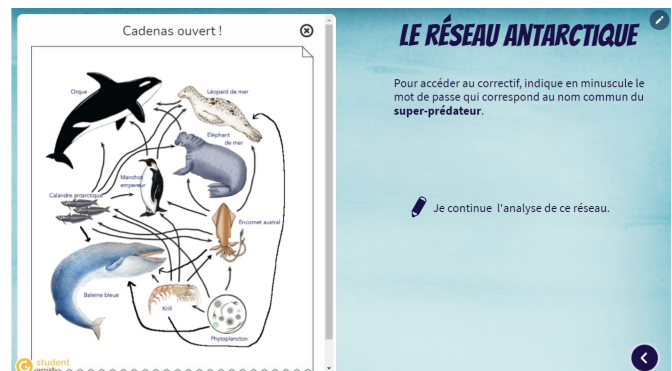 Cadenas ouvert !
Orque
Léopard de mer
Eléphant
de mer
Manchot
empereur
Calandre antarctique
Encornet austral
Baleine bleue
Krill
Phytoplancton
student
LE RÉSEAU ANTARCTIQUE
Pour accéder au correctif, indique en minuscule le
mot de passe qui correspond au nom commun du
super-prédateur.
Je continue l'analyse de ce réseau.